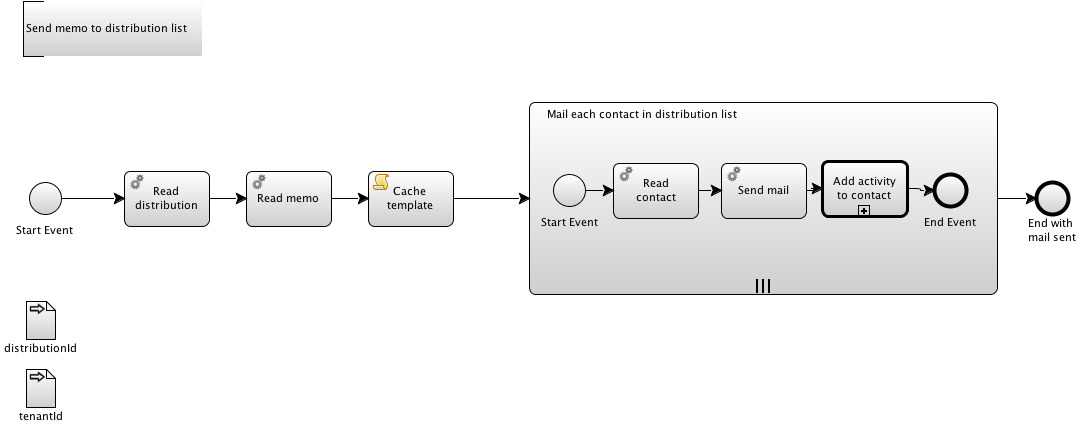 Send memo to distribution list
Mail each contact in distribution list
Start Event
Read
distribution
Read memo
Cache
template
Start Event
Read
contact
Send mail
Add activity
to contact
End Event
End with
mail sent
distributionId
tenantId